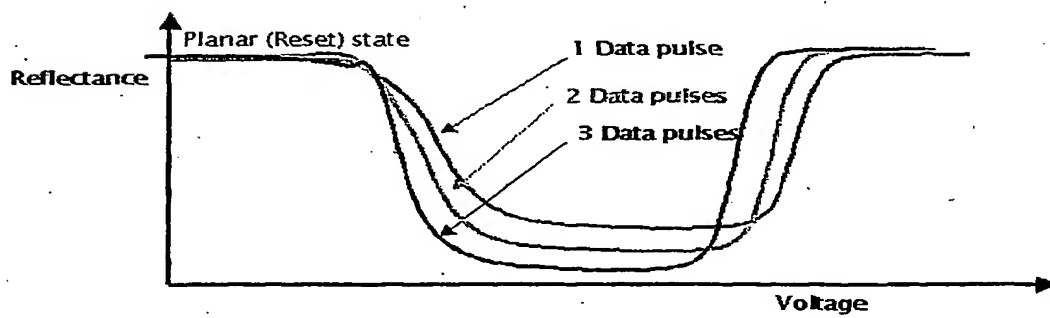 Planar (Reset) state
Reflectance
1 Data pulse
2 Data pulses
3 Data pulses
Voltage